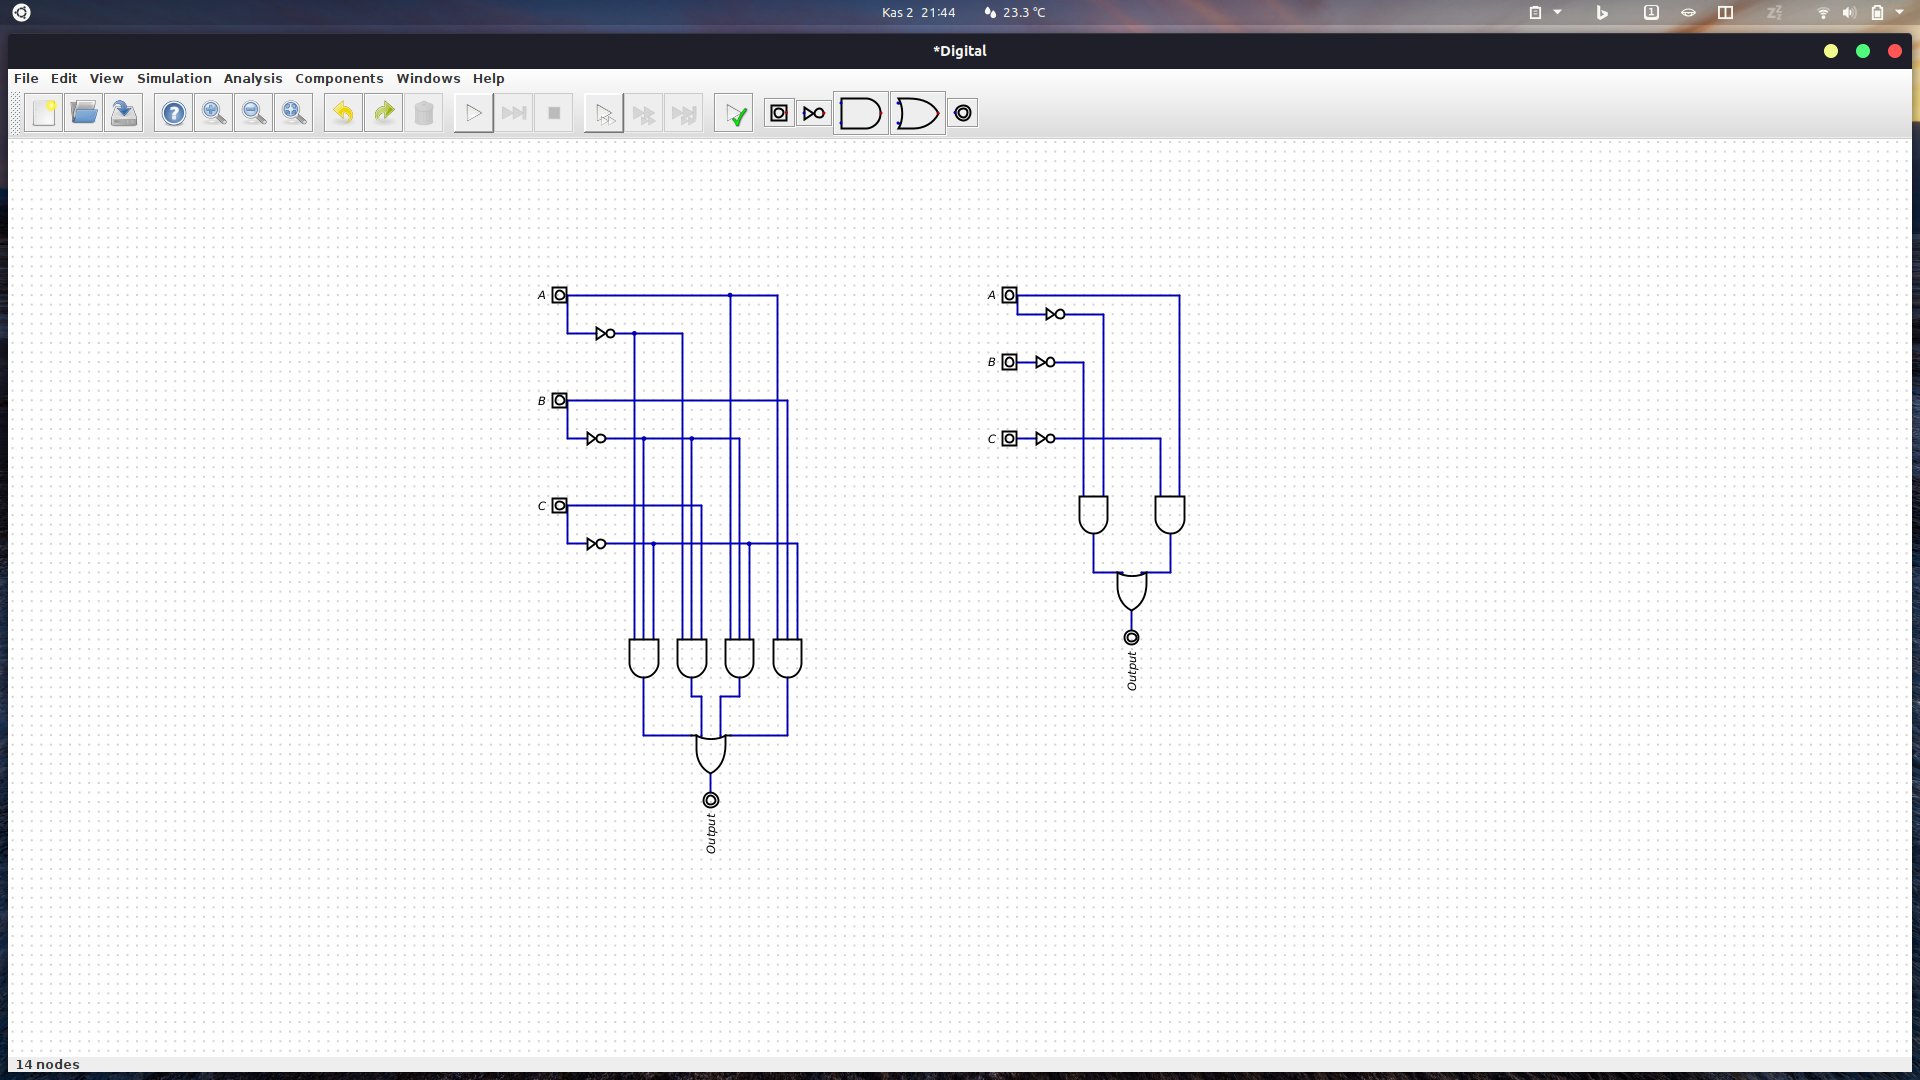 Kas 2 21:44 23.3 °C
1
*Digital
File Edit View Simulation Analysis Components Windows Help
A
A
B
B
C
C
Output
Output
14 nodes